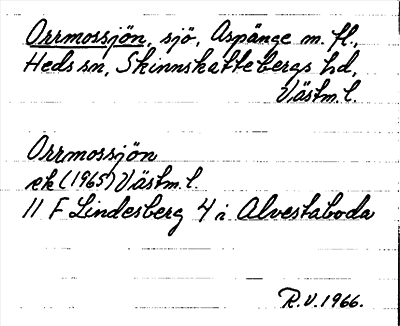 Orrmossjön, sjö, Aspänge m. fl.,
Heds sn, Skinnskattebergs hd,
Västm. l.
Orrmossjön
ek (1965) Västm. l.
11 F Lindesberg 4 i Alvestaboda
R.V. 1966.